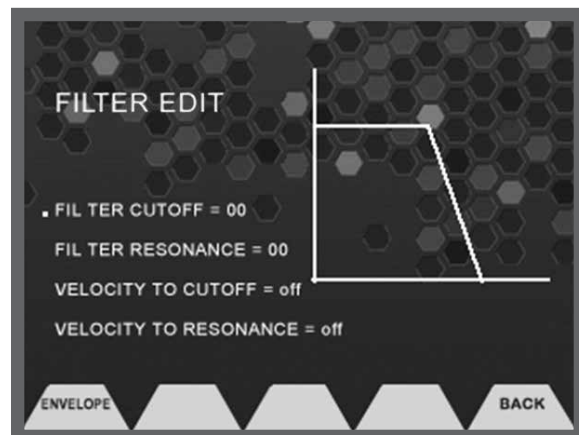 FILTER EDIT
FIL TER CUTOFF = 00
FIL TER RESONANCE = 00
VELOCITY TO CUTOFF = off
VELOCITY TO RESONANCE = off
ENVELOPE
BACK